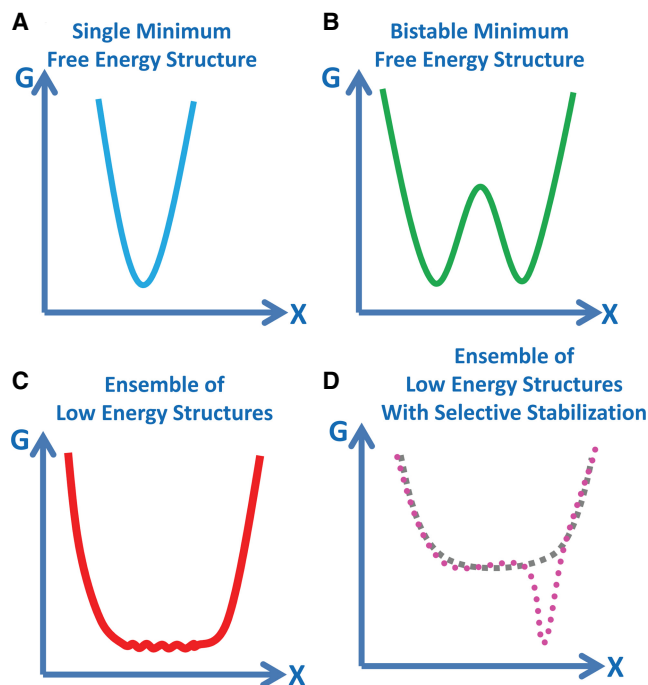 A
Single Minimum
Free Energy Structure
G
X
B
Bistable Minimum
Free Energy Structure
G
X
C
Ensemble of
Low Energy Structures
G
X
D
Ensemble of
Low Energy Structures
With Selective Stabilization
G
X